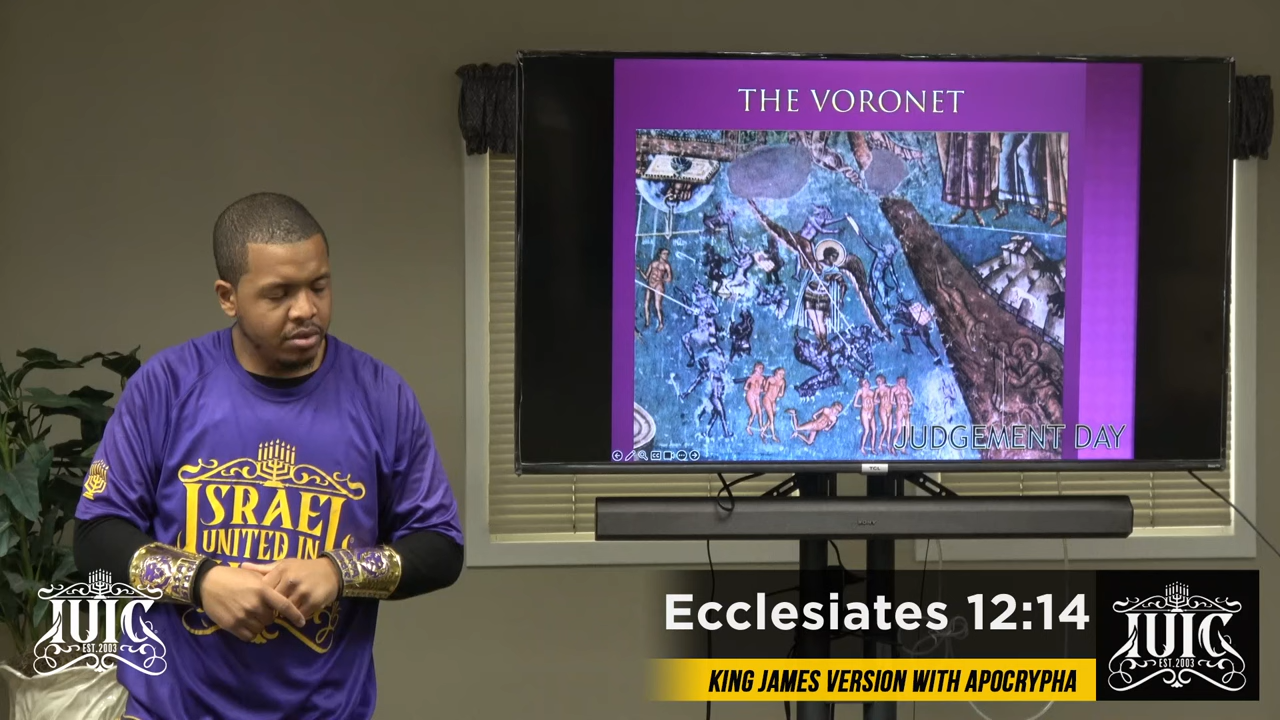 THE VORONET
JUDGEMENT DAY
TCL
ISRAEL
UNITED IN
IUIC
EST. 2003
Ecclesiates 12:14
KING JAMES VERSION WITH APOCRYPHA
IUIC
EST. 2003